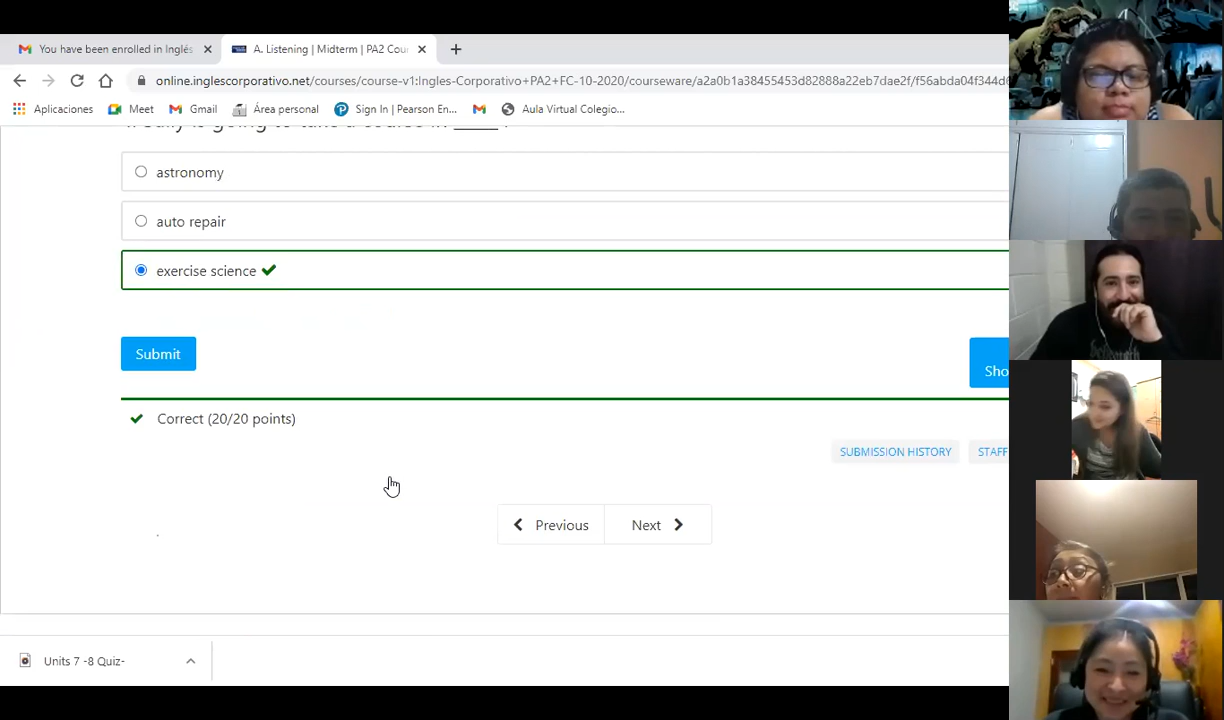 You have been enrolled in Inglés
A. Listening | Midterm | PA2 Cou
online.inglescorporativo.net/courses/course-v1:Ingles-Corporativo+PA2+FC-10-2020/courseware/a2a0b1a38455453d82888a22eb7dae2f/f56abda04f344d
Aplicaciones Meet Gmail Área personal Sign In | Pearson En... Aula Virtual Colegio...
astronomy
auto repair
exercise science
Submit
Sho
Correct (20/20 points)
SUBMISSION HISTORY STAFF
Previous Next
Units 7 -8 Quiz-